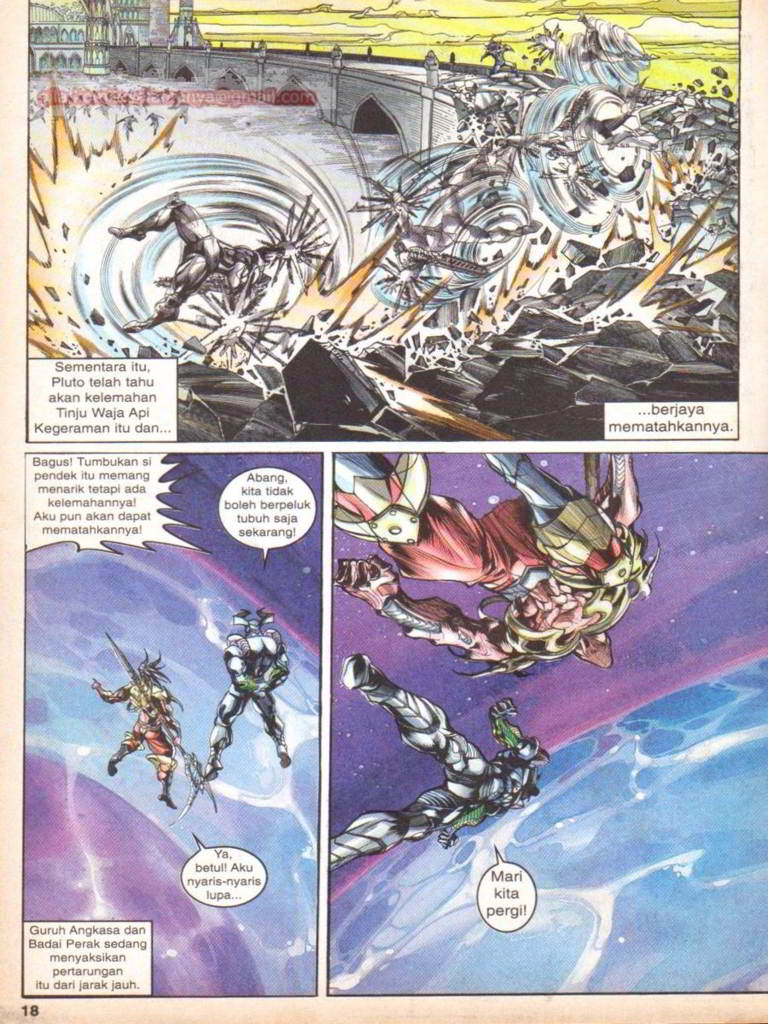 Sementara itu,
Pluto telah tahu
akan kelemahan
Tinju Waja Api
Kegeraman itu dan...
...berjaya
mematahkannya.
Bagus! Tumbukan si
pendek itu memang
menarik tetapi ada
kelemahannya!
Aku pun akan dapat
mematahkannya!
Abang,
kita tidak
boleh berpeluk
tubuh saja
sekarang!
Ya,
betul! Aku
nyaris-nyaris
lupa...
Guruh Angkasa dan
Badai Perak sedang
menyaksikan
pertarungan
itu dari jarak jauh.
Mari
kita
pergi!
18